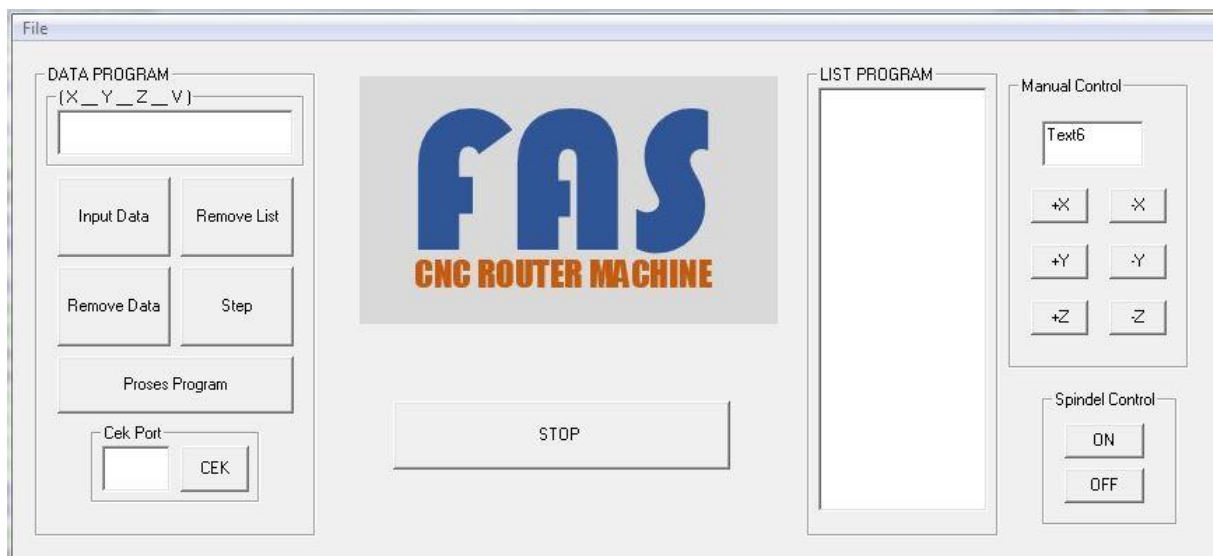 File
DATA PROGRAM
(X__Y__Z__V)
Input Data
Remove List
Remove Data
Step
Proses Program
Cek Port
CEK
FAS
CNC ROUTER MACHINE
STOP
LIST PROGRAM
Manual Control
Text6
+X
-X
+Y
-Y
+Z
-Z
Spindel Control
ON
OFF